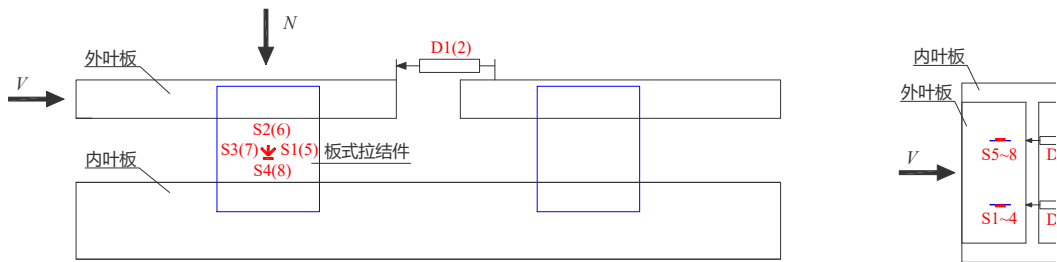 N
D1(2)
外叶板
V
S2(6)
S3(7)
S1(5)
板式拉结件
S4(8)
内叶板
内叶板
外叶板
V
S5~8
D
S1~4
D